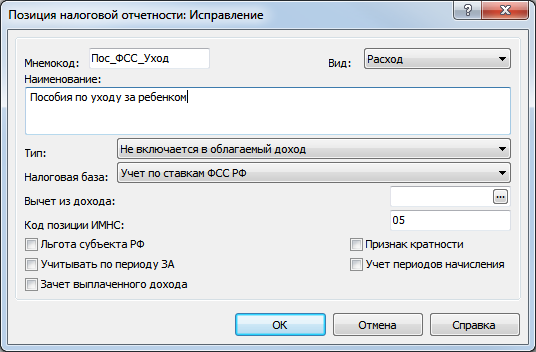 Позиция налоговой отчетности: Исправление
Мнемокод: Пос_ФСС_Уход Вид: Расход
Наименование:
Пособия по уходу за ребенком
Тип: Не включается в облагаемый доход
Налоговая база: Учет по ставкам ФСС РФ
Вычет из дохода: ...
Код позиции ИМНС: 05
Льгота субъекта РФ Признак кратности
Учитывать по периоду ЗА Учет периодов начисления
Зачет выплаченного дохода
ОК Отмена Справка